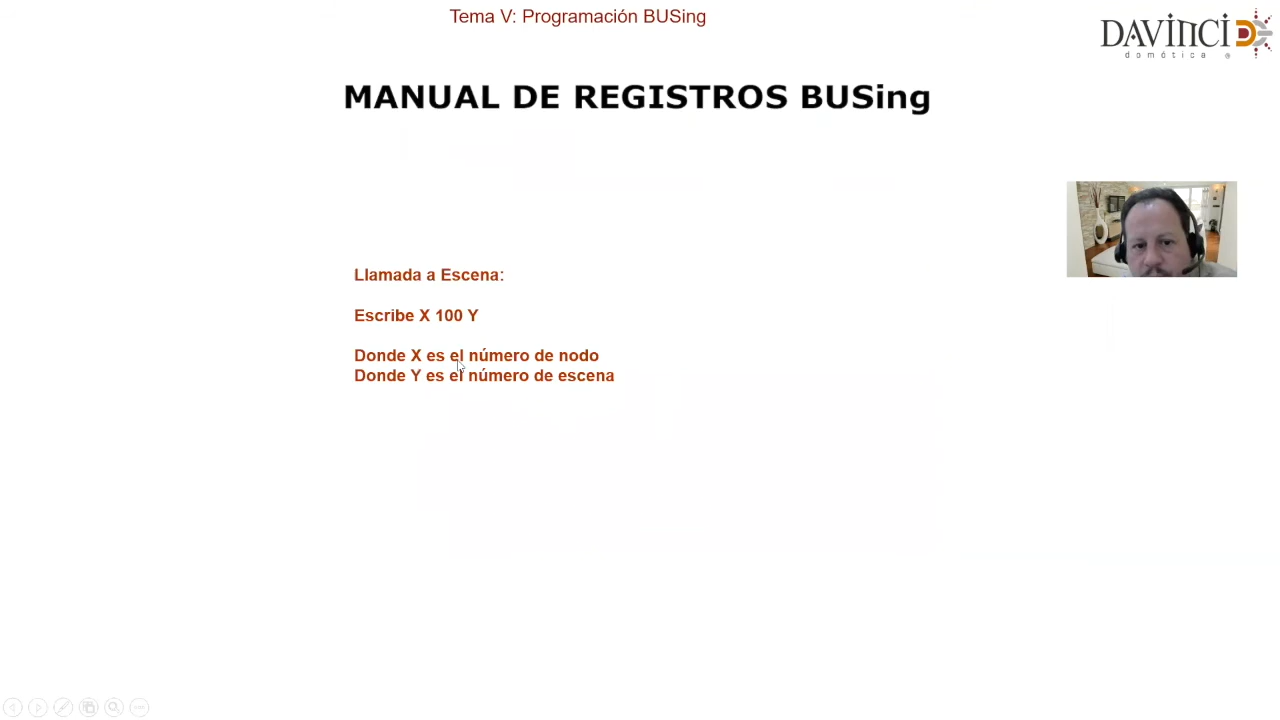 Tema V: Programación BUSing
DAVINCI
domótica ®
MANUAL DE REGISTROS BUSing
Llamada a Escena:
Escribe X 100 Y
Donde X es el número de nodo
Donde Y es el número de escena